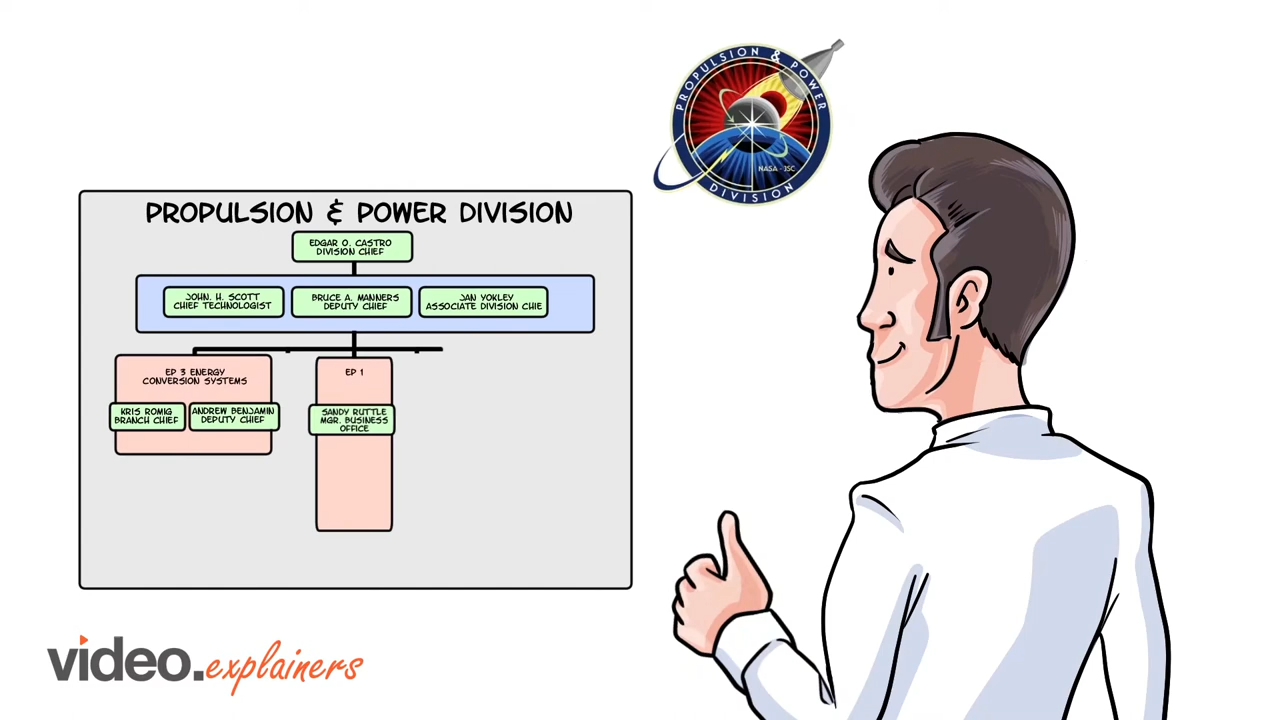 PROPULSION & POWER
NASA - JSC
DIVISION
PROPULSION & POWER DIVISION
EDGAR O. CASTRO
DIVISION CHIEF
JOHN. H. SCOTT
CHIEF TECHNOLOGIST
BRUCE A. MANNERS
DEPUTY CHIEF
JAN YOKLEY
ASSOCIATE DIVISION CHIE
EP 3 ENERGY
CONVERSION SYSTEMS
KRIS ROMIG
BRANCH CHIEF
ANDREW BENJAMIN
DEPUTY CHIEF
EP 1
SANDY RUTTLE
MGR. BUSINESS
OFFICE
video.explainers